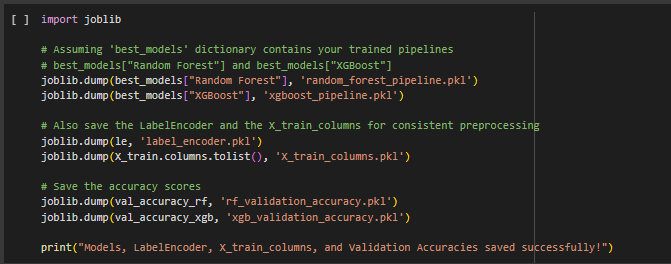 [ ] import joblib
# Assuming 'best_models' dictionary contains your trained pipelines
# best_models["Random Forest"] and best_models["XGBoost"]
joblib.dump(best_models["Random Forest"], 'random_forest_pipeline.pkl')
joblib.dump(best_models["XGBoost"], 'xgboost_pipeline.pkl')
# Also save the LabelEncoder and the X_train_columns for consistent preprocessing
joblib.dump(le, 'label_encoder.pkl')
joblib.dump(X_train.columns.tolist(), 'X_train_columns.pkl')
# Save the accuracy scores
joblib.dump(val_accuracy_rf, 'rf_validation_accuracy.pkl')
joblib.dump(val_accuracy_xgb, 'xgb_validation_accuracy.pkl')
print("Models, LabelEncoder, X_train_columns, and Validation Accuracies saved successfully!")